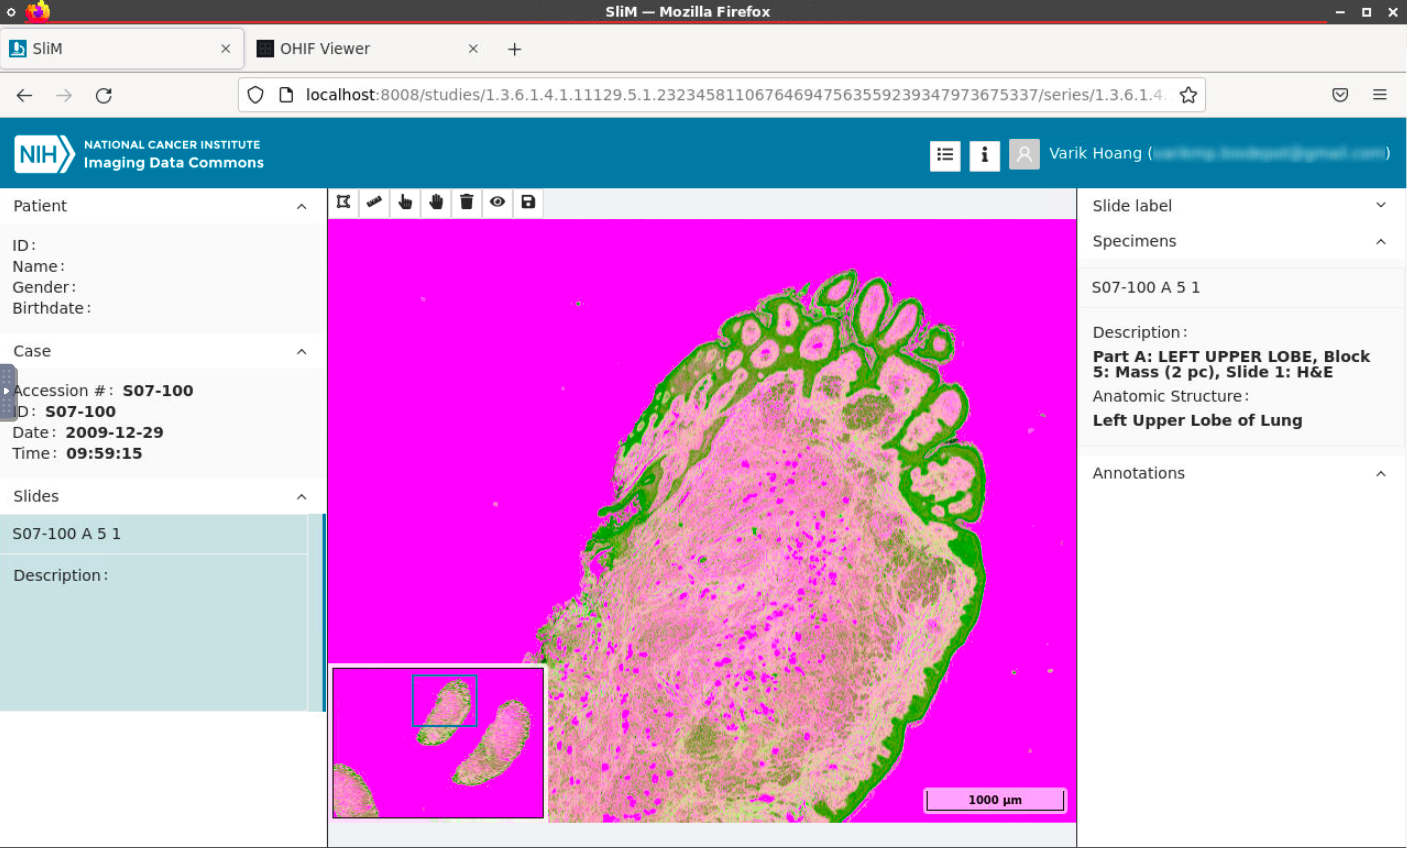 SliM — Mozilla Firefox
SliM
OHIF Viewer
localhost:8008/studies/1.3.6.1.4.1.11129.5.1.232345811067646947563559239347973675337/series/1.3.6.1.4.
NIH
NATIONAL CANCER INSTITUTE
Imaging Data Commons
Varik Hoang ( )
Patient
ID:
Name:
Gender:
Birthdate:
Case
Accession #: S07-100
ID: S07-100
Date: 2009-12-29
Time: 09:59:15
Slides
S07-100 A 5 1
Description:
1000 µm
Slide label
Specimens
S07-100 A 5 1
Description:
Part A: LEFT UPPER LOBE, Block
5: Mass (2 pc), Slide 1: H&E
Anatomic Structure:
Left Upper Lobe of Lung
Annotations